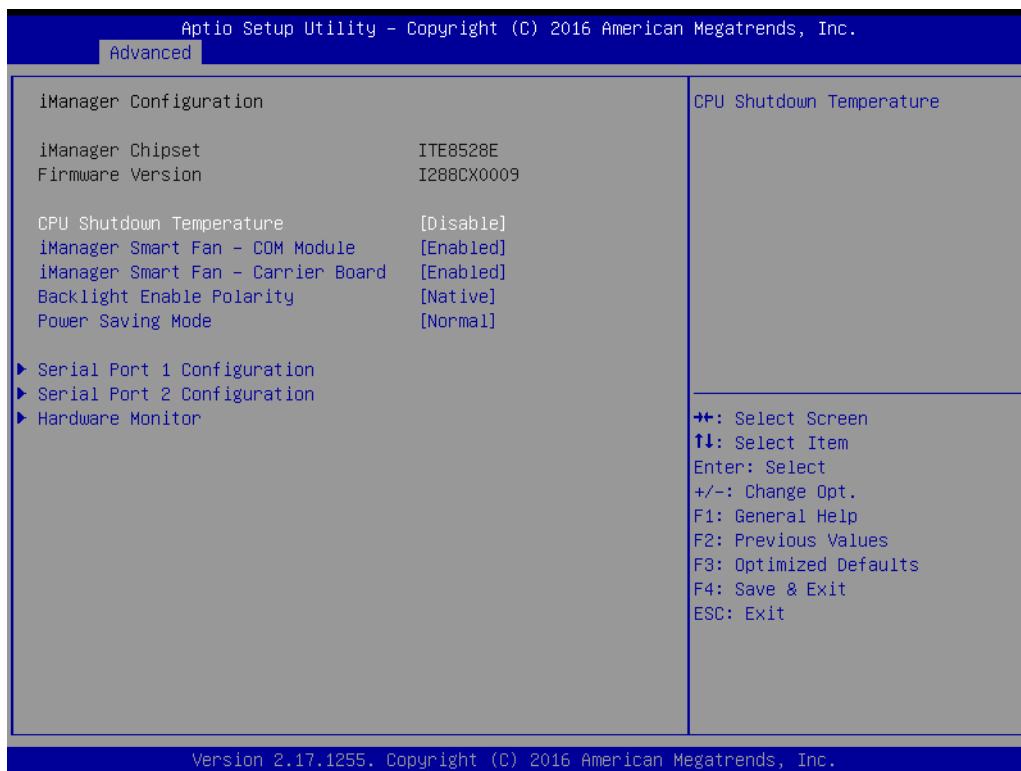 Aptio Setup Utility – Copyright (C) 2016 American Megatrends, Inc.
Advanced
iManager Configuration
iManager Chipset ITE8528E
Firmware Version I288CX0009
CPU Shutdown Temperature [Disable]
iManager Smart Fan – COM Module [Enabled]
iManager Smart Fan – Carrier Board [Enabled]
Backlight Enable Polarity [Native]
Power Saving Mode [Normal]
▶ Serial Port 1 Configuration
▶ Serial Port 2 Configuration
▶ Hardware Monitor
CPU Shutdown Temperature
→←: Select Screen
↑↓: Select Item
Enter: Select
+/-: Change Opt.
F1: General Help
F2: Previous Values
F3: Optimized Defaults
F4: Save & Exit
ESC: Exit
Version 2.17.1255. Copyright (C) 2016 American Megatrends, Inc.